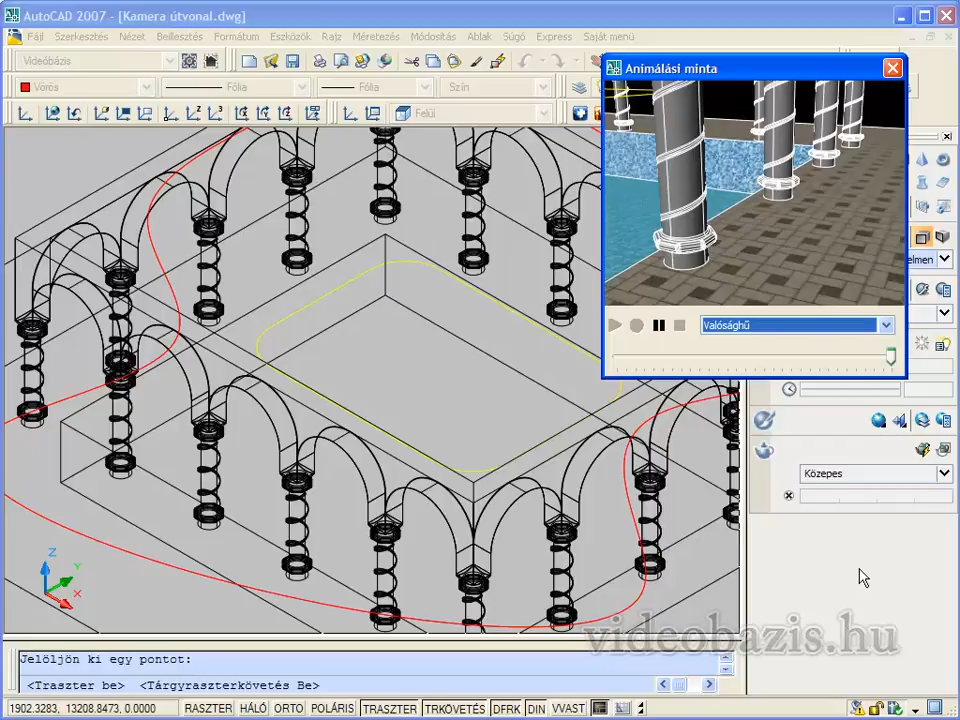 AutoCAD 2007 - [Kamera útvonal.dwg]
Fájl Szerkesztés Nézet Beillesztés Formátum Eszközök Rajz Méretezés Módosítás Ablak Súgó Express Saját menü
Videóbázis
Vörös Fólia Fólia Szín
Felül
Animálási minta
Valósághű
elmen
Közepes
Z
Y
X
videobazis.hu
Jelöljön ki egy pontot:
<Traszter be> <Tárgyraszterkövetés Be>
1902.3283, 13208.8473, 0.0000 RASZTER HÁLÓ ORTO POLÁRIS TRASZTER TRKÖVETÉS DFRK DIN VVAST